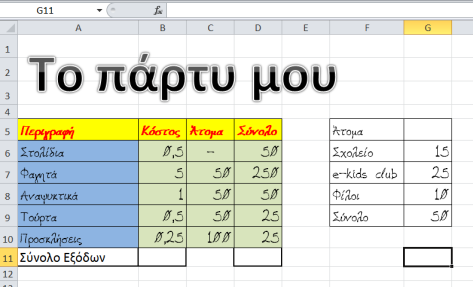 G11 fx
A B C D E F G
1
2 Το πάρτυ μου
3
4
5 Περιγραφή Κόστος Άτομα Σύνολο Άτομα
6 Στολίδια 0,5 - 50 Σχολείο 15
7 Φαγητά 5 50 250 e-kids club 25
8 Αναψυκτικά 1 50 50 Φίλοι 10
9 Τούρτα 0,5 50 25 Σύνολο 50
10 Προσκλήσεις 0,25 100 25
11 Σύνολο Εξόδων
12